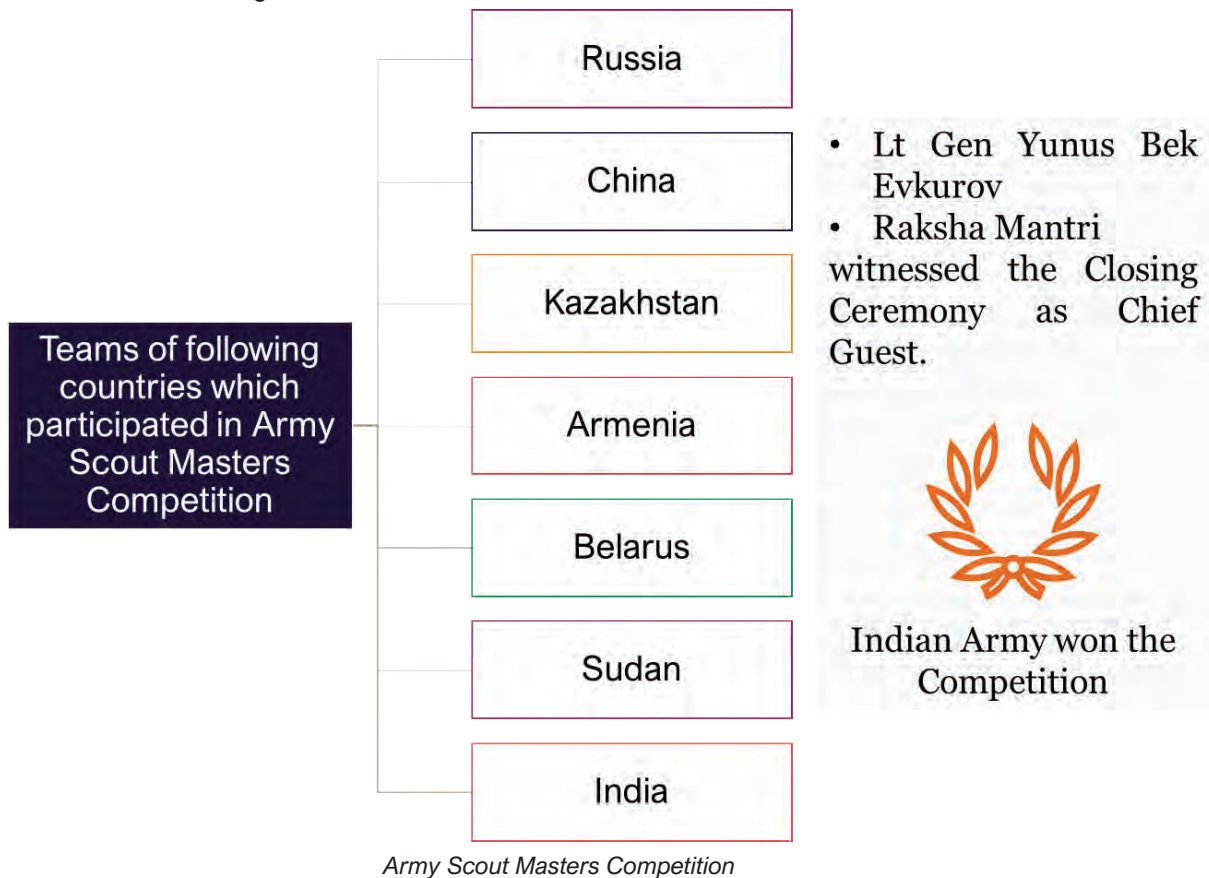 Russia
China
Kazakhstan
Teams of following
countries which
participated in Army
Scout Masters
Competition
Armenia
Belarus
Sudan
India
• Lt Gen Yunus Bek
Evkurov
• Raksha Mantri
witnessed the Closing
Ceremony as Chief
Guest.
Indian Army won the
Competition
Army Scout Masters Competition